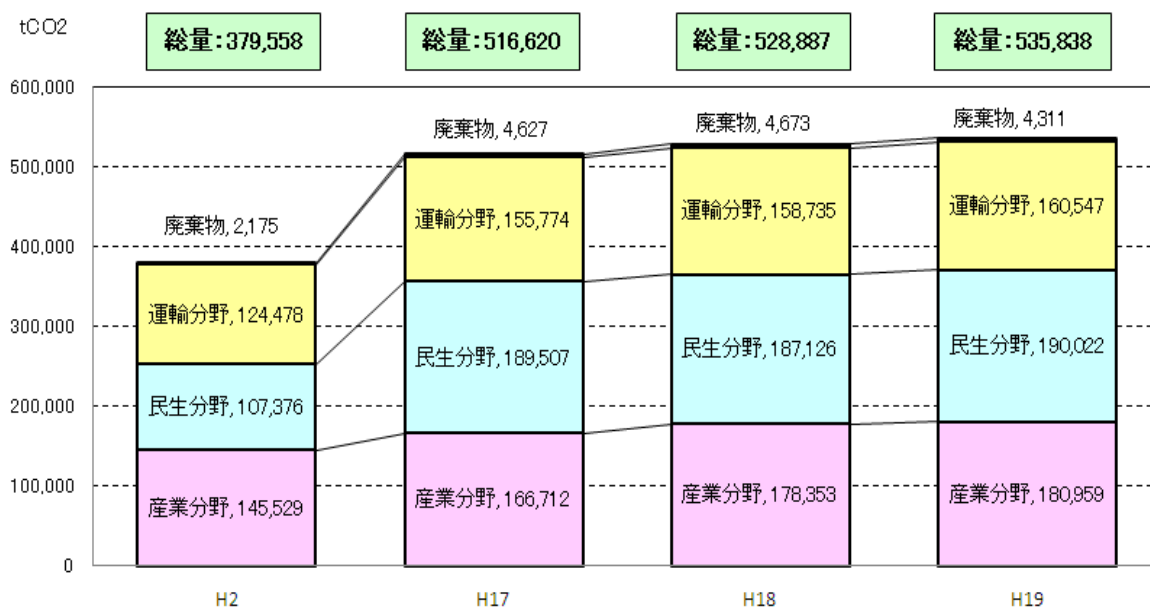 tCO2
総量:379,558
総量:516,620
総量:528,887
総量:535,838
600,000
500,000
400,000
300,000
200,000
100,000
0
廃棄物, 2,175
運輸分野, 124,478
民生分野, 107,376
産業分野, 145,529
廃棄物, 4,627
運輸分野, 155,774
民生分野, 189,507
産業分野, 166,712
廃棄物, 4,673
運輸分野, 158,735
民生分野, 187,126
産業分野, 178,353
廃棄物, 4,311
運輸分野, 160,547
民生分野, 190,022
産業分野, 180,959
H2
H17
H18
H19